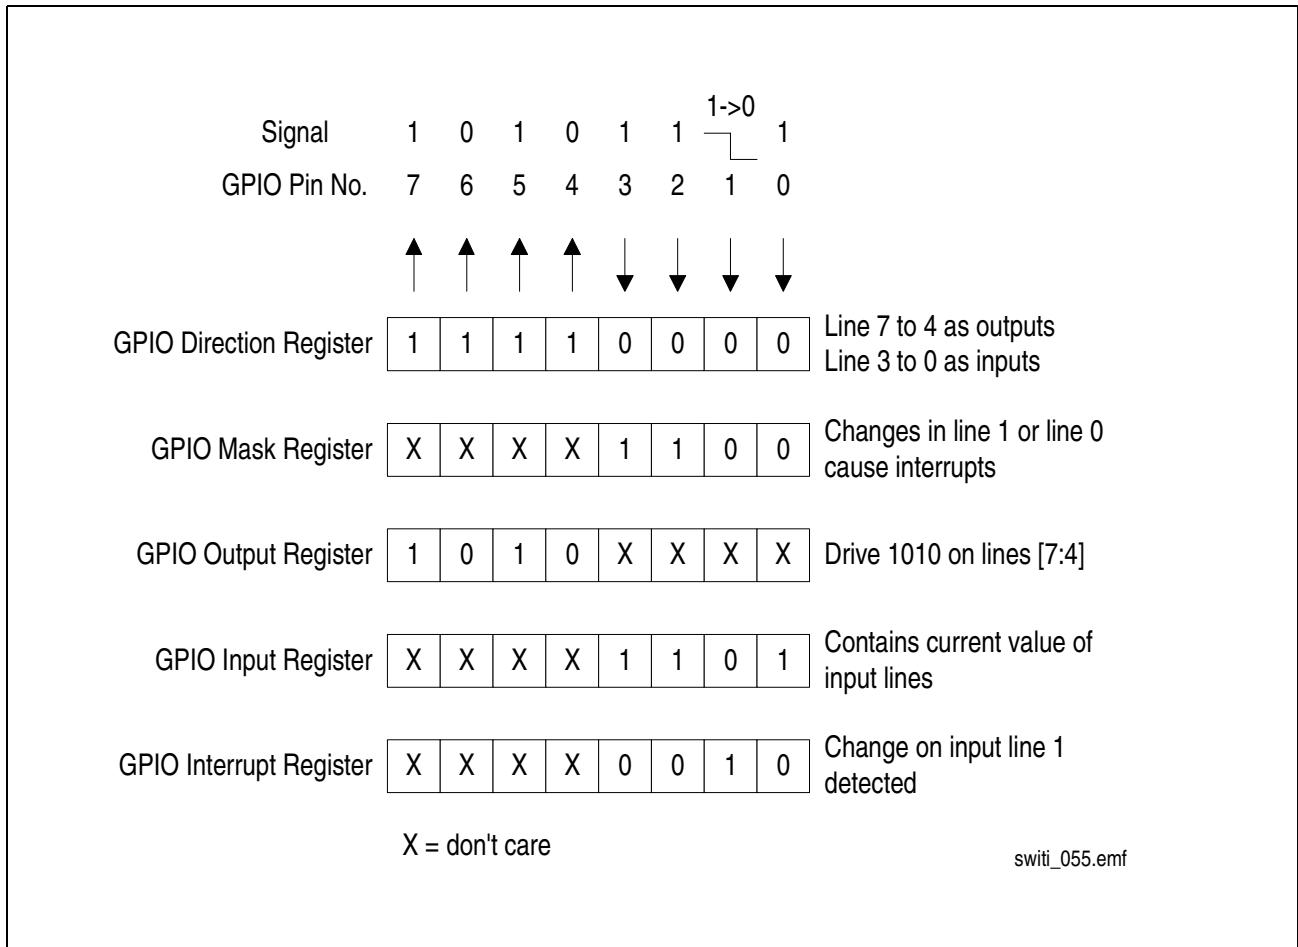 1->0
Signal 1 0 1 0 1 1 1
GPIO Pin No. 7 6 5 4 3 2 1 0
GPIO Direction Register 1 1 1 1 0 0 0 0 Line 7 to 4 as outputs
Line 3 to 0 as inputs
GPIO Mask Register X X X X 1 1 0 0 Changes in line 1 or line 0
cause interrupts
GPIO Output Register 1 0 1 0 X X X X Drive 1010 on lines [7:4]
GPIO Input Register X X X X 1 1 0 1 Contains current value of
input lines
GPIO Interrupt Register X X X X 0 0 1 0 Change on input line 1
detected
X = don't care
switi_055.emf